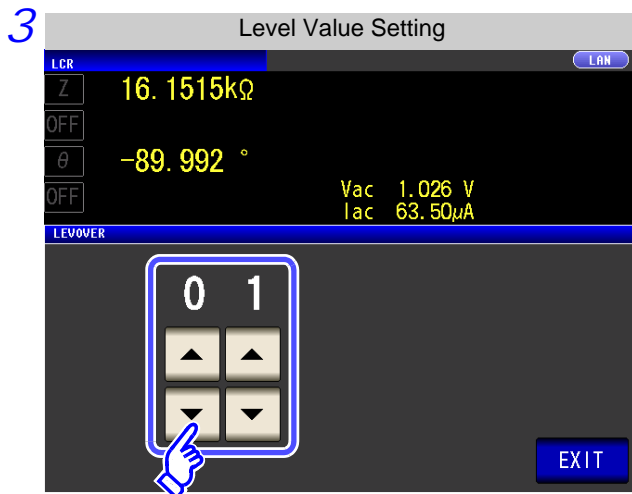 3
Level Value Setting
LCR
LAN
Z 16.1515kΩ
OFF
θ -89.992 °
OFF
Vac 1.026 V
Iac 63.50μA
LEVOVER
0 1
EXIT